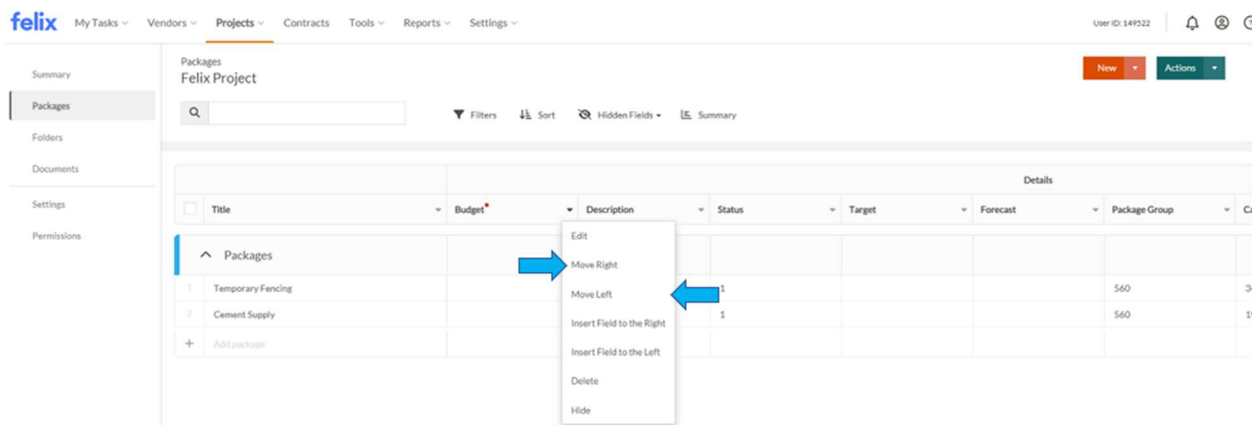 felix My Tasks Vendors Projects Contracts Tools Reports Settings User ID: 149522
Summary
Packages
Folders
Documents
Settings
Permissions
Packages
Felix Project
New Actions
Filters Sort Hidden Fields Summary
Details
Title Budget* Description Status Target Forecast Package Group Ca
Packages
1 Temporary Fencing 1 560
2 Cement Supply 1 560
+ Add package
Edit
Move Right
Move Left
Insert Field to the Right
Insert Field to the Left
Delete
Hide